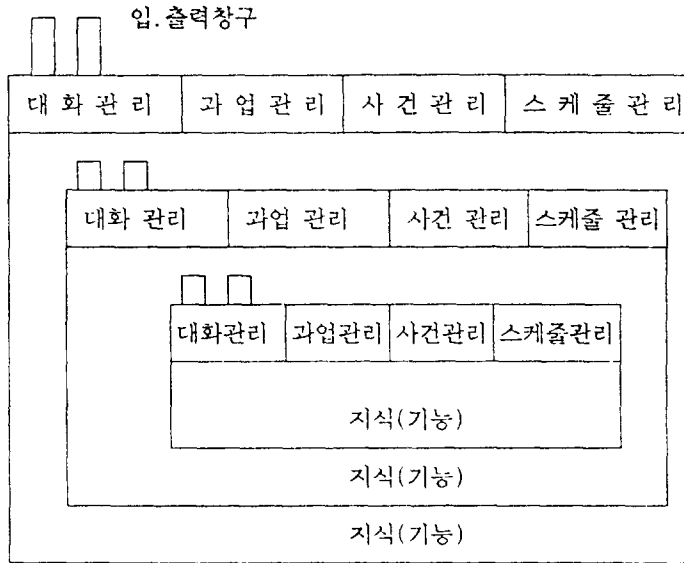 입.출력창구
대 화 관 리 과 업 관 리 사 건 관 리 스 케 줄 관 리
대화 관리 과업 관리 사건 관리 스케줄 관리
대화관리 과업관리 사건관리 스케줄관리
지식(기능)
지식(기능)
지식(기능)